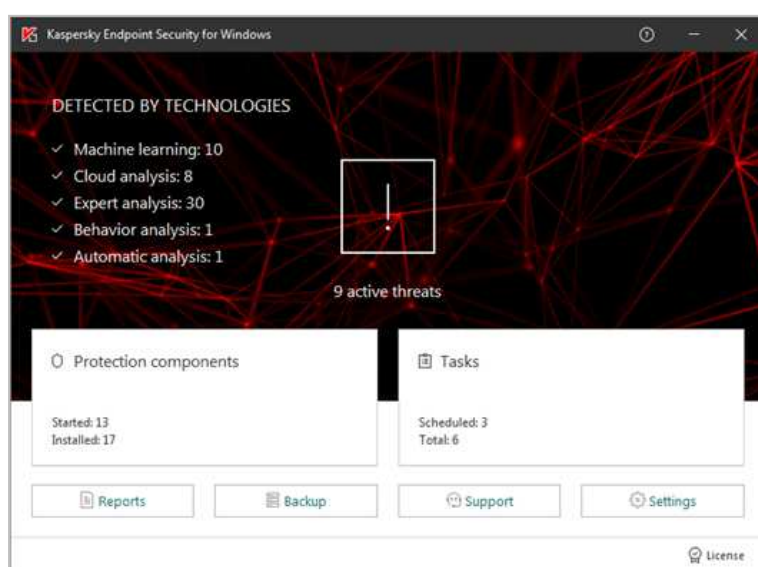 Kaspersky Endpoint Security for Windows
DETECTED BY TECHNOLOGIES
Machine learning: 10
Cloud analysis: 8
Expert analysis: 30
Behavior analysis: 1
Automatic analysis: 1
9 active threats
Protection components
Started: 13
Installed: 17
Tasks
Scheduled: 3
Total: 6
Reports
Backup
Support
Settings
License